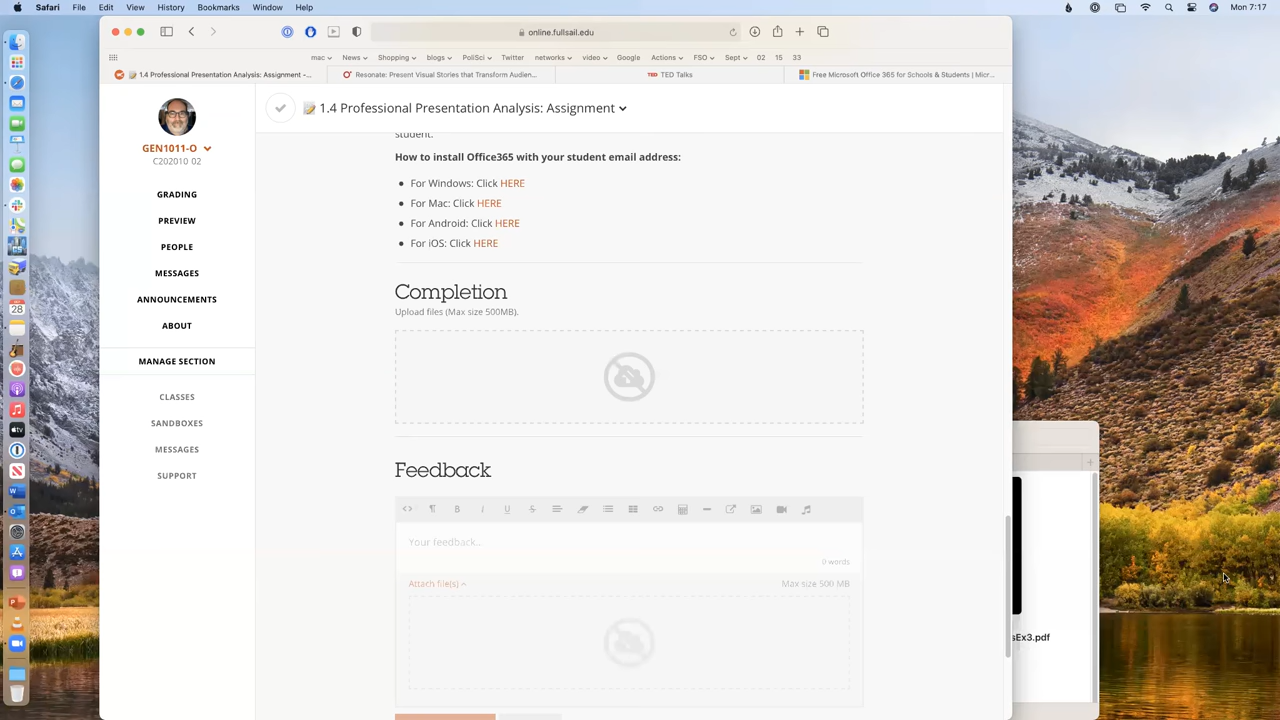 Safari File Edit View History Bookmarks Window Help
Mon 7:17
online.fullsail.edu
mac News Shopping blogs PoliSci Twitter networks video Google Actions FSO Sept 02 15 33
📝 1.4 Professional Presentation Analysis: Assignment -...
Resonate: Present Visual Stories that Transform Audien...
TED TED Talks
Free Microsoft Office 365 for Schools & Students | Micr...
GEN1011-O
C202010 02
GRADING
PREVIEW
PEOPLE
MESSAGES
ANNOUNCEMENTS
ABOUT
MANAGE SECTION
CLASSES
SANDBOXES
MESSAGES
SUPPORT
📝 1.4 Professional Presentation Analysis: Assignment
student.
How to install Office365 with your student email address:
• For Windows: Click HERE
• For Mac: Click HERE
• For Android: Click HERE
• For iOS: Click HERE
Completion
Upload files (Max size 500MB).
Feedback
Your feedback...
0 words
Attach file(s)
Max size 500 MB
sEx3.pdf
28
tv